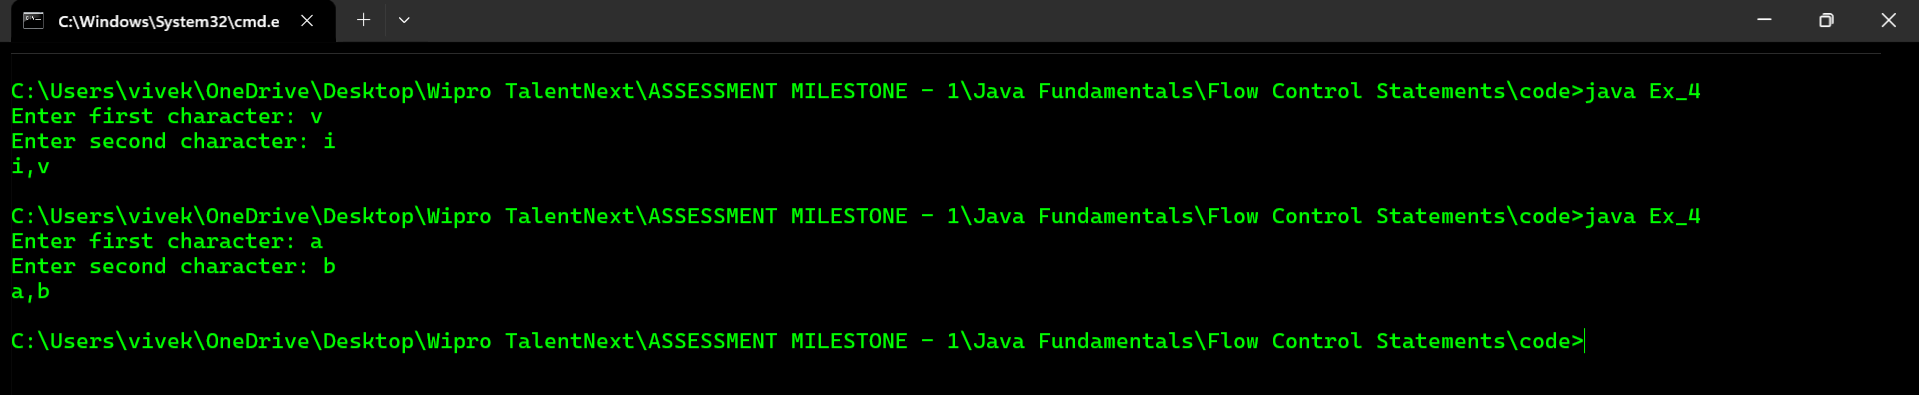 C:\Windows\System32\cmd.e
C:\Users\vivek\OneDrive\Desktop\Wipro TalentNext\ASSESSMENT MILESTONE - 1\Java Fundamentals\Flow Control Statements\code>java Ex_4
Enter first character: v
Enter second character: i
i,v
C:\Users\vivek\OneDrive\Desktop\Wipro TalentNext\ASSESSMENT MILESTONE - 1\Java Fundamentals\Flow Control Statements\code>java Ex_4
Enter first character: a
Enter second character: b
a,b
C:\Users\vivek\OneDrive\Desktop\Wipro TalentNext\ASSESSMENT MILESTONE - 1\Java Fundamentals\Flow Control Statements\code>